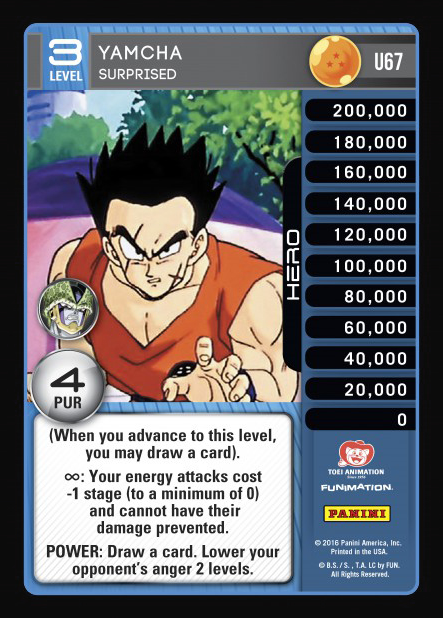 3
LEVEL
YAMCHA
SURPRISED
U67
200,000
180,000
160,000
140,000
120,000
100,000
80,000
60,000
40,000
20,000
0
HERO
4
PUR
(When you advance to this level,
you may draw a card).
∞: Your energy attacks cost
-1 stage (to a minimum of 0)
and cannot have their
damage prevented.
POWER: Draw a card. Lower your
opponent's anger 2 levels.
TOEI ANIMATION
Since 1956
FUNIMATION.
PANINI
© 2016 Panini America, Inc.
Printed in the USA.
© B.S./ S. , T.A. LC by FUN.
All Rights Reserved.